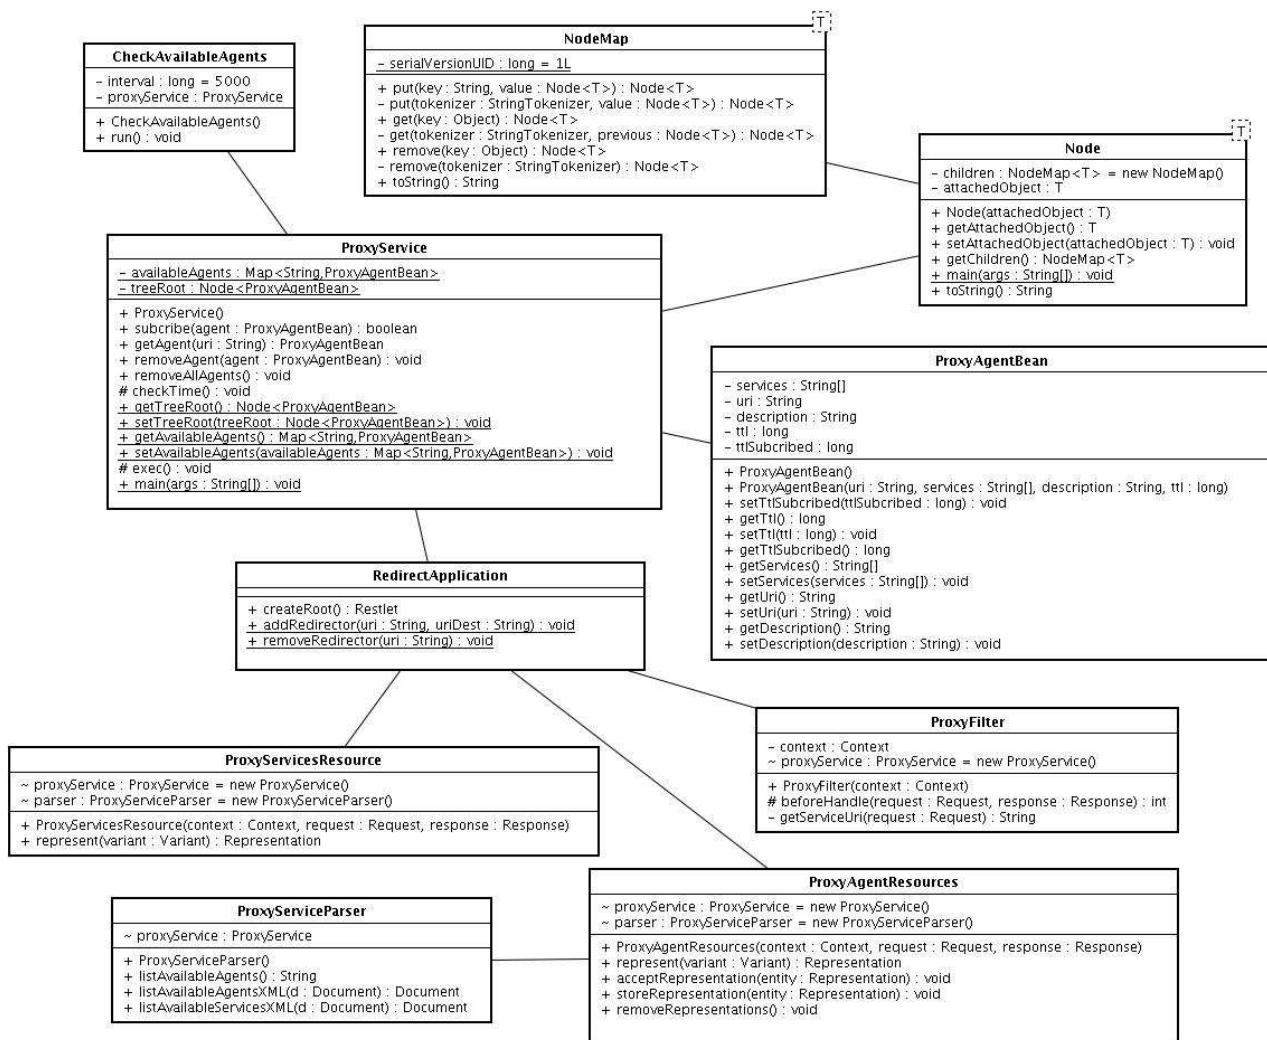 CheckAvailableAgents
- interval : long = 5000
- proxyService : ProxyService
+ CheckAvailableAgents()
+ run() : void
T
NodeMap
- serialVersionUID : long = 1L
+ put(key : String, value : Node<T>) : Node<T>
- put(tokenizer : StringTokenizer, value : Node<T>) : Node<T>
+ get(key : Object) : Node<T>
- get(tokenizer : StringTokenizer, previous : Node<T>) : Node<T>
+ remove(key : Object) : Node<T>
- remove(tokenizer : StringTokenizer) : Node<T>
+ toString() : String
T
Node
- children : NodeMap<T> = new NodeMap()
- attachedObject : T
+ Node(attachedObject : T)
+ getAttachedObject() : T
+ setAttachedObject(attachedObject : T) : void
+ getChildren() : NodeMap<T>
+ main(args : String[]) : void
+ toString() : String
ProxyService
- availableAgents : Map<String,ProxyAgentBean>
- treeRoot : Node<ProxyAgentBean>
+ ProxyService()
+ subcribe(agent : ProxyAgentBean) : boolean
+ getAgent(uri : String) : ProxyAgentBean
+ removeAgent(agent : ProxyAgentBean) : void
+ removeAllAgents() : void
# checkTime() : void
+ getTreeRoot() : Node<ProxyAgentBean>
+ setTreeRoot(treeRoot : Node<ProxyAgentBean>) : void
+ getAvailableAgents() : Map<String,ProxyAgentBean>
+ setAvailableAgents(availableAgents : Map<String,ProxyAgentBean>) : void
# exec() : void
+ main(args : String[]) : void
ProxyAgentBean
- services : String[]
- uri : String
- description : String
- ttl : long
- ttlSubcribed : long
+ ProxyAgentBean()
+ ProxyAgentBean(uri : String, services : String[], description : String, ttl : long)
+ setTtlSubcribed(ttlSubcribed : long) : void
+ getTtl() : long
+ setTtl(ttl : long) : void
+ getTtlSubcribed() : long
+ getServices() : String[]
+ setServices(services : String[]) : void
+ getUri() : String
+ setUri(uri : String) : void
+ getDescription() : String
+ setDescription(description : String) : void
RedirectApplication
+ createRoot() : Restlet
+ addRedirector(uri : String, uriDest : String) : void
+ removeRedirector(uri : String) : void
ProxyFilter
- context : Context
~ proxyService : ProxyService = new ProxyService()
+ ProxyFilter(context : Context)
# beforeHandle(request : Request, response : Response) : int
- getServiceUri(request : Request) : String
ProxyServicesResource
~ proxyService : ProxyService = new ProxyService()
~ parser : ProxyServiceParser = new ProxyServiceParser()
+ ProxyServicesResource(context : Context, request : Request, response : Response)
+ represent(variant : Variant) : Representation
ProxyAgentResources
~ proxyService : ProxyService = new ProxyService()
~ parser : ProxyServiceParser = new ProxyServiceParser()
+ ProxyAgentResources(context : Context, request : Request, response : Response)
+ represent(variant : Variant) : Representation
+ acceptRepresentation(entity : Representation) : void
+ storeRepresentation(entity : Representation) : void
+ removeRepresentations() : void
ProxyServiceParser
~ proxyService : ProxyService
+ ProxyServiceParser()
+ listAvailableAgents() : String
+ listAvailableAgentsXML(d : Document) : Document
+ listAvailableServicesXML(d : Document) : Document